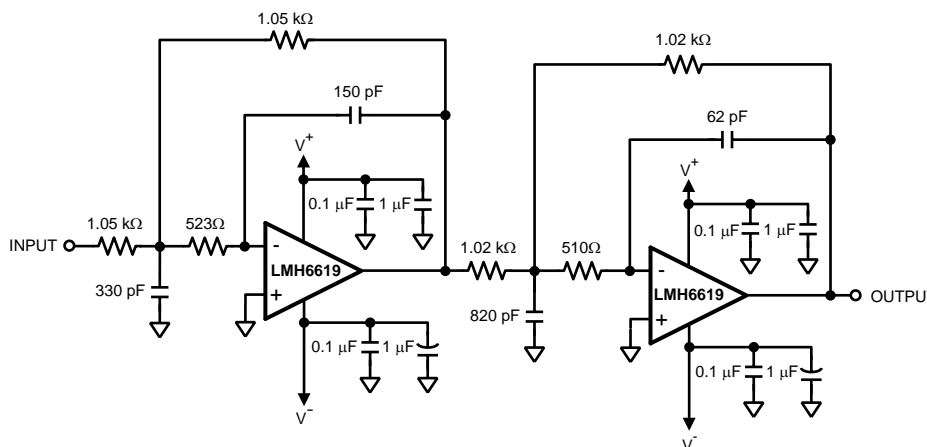 1.05 kΩ
150 pF
V+
0.1 µF
1 µF
1.05 kΩ
523Ω
INPUT
-
LMH6619
+
330 pF
0.1 µF
1 µF
V-
1.02 kΩ
62 pF
V+
0.1 µF
1 µF
1.02 kΩ
510Ω
-
LMH6619
+
OUTPU
820 pF
0.1 µF
1 µF
V-